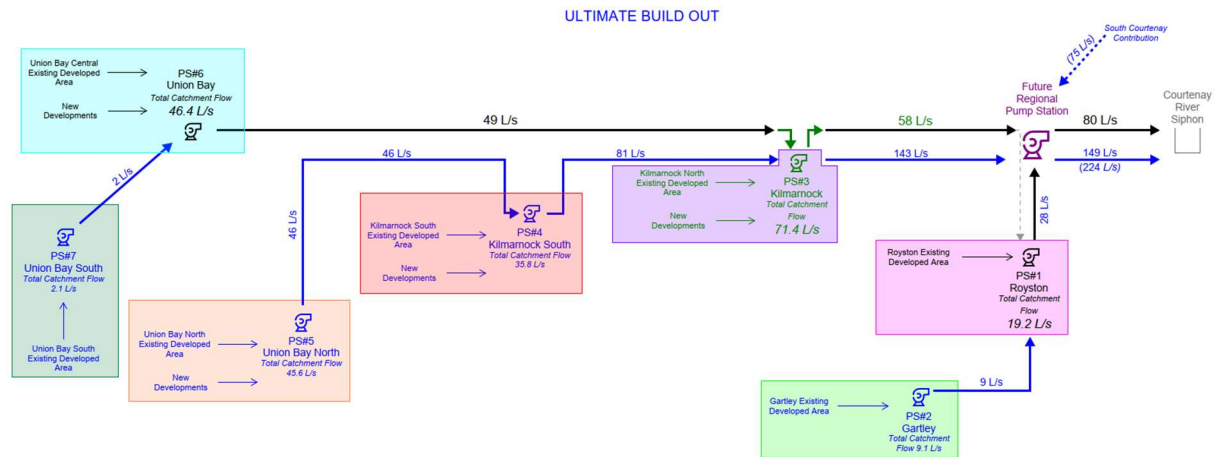 ULTIMATE BUILD OUT
Union Bay Central
Existing Developed
Area
New
Developments
PS#6
Union Bay
Total Catchment Flow
46.4 L/s
2 L/s
PS#7
Union Bay South
Total Catchment Flow
2.1 L/s
Union Bay South
Existing Developed
Area
49 L/s
46 L/s
46 L/s
Union Bay North
Existing Developed
Area
New
Developments
PS#5
Union Bay North
Total Catchment Flow
45.6 L/s
Kilmarnock South
Existing Developed
Area
New
Developments
PS#4
Kilmarnock South
Total Catchment Flow
35.8 L/s
81 L/s
Kilmarnock North
Existing Developed
Area
New
Developments
PS#3
Kilmarnock
Total Catchment
Flow
71.4 L/s
58 L/s
143 L/s
(75 L/s)
South Courtenay
Contribution
Future
Regional
Pump Station
80 L/s
149 L/s
(224 L/s)
Courtenay
River
Siphon
28 L/s
Royston Existing
Developed Area
PS#1
Royston
Total Catchment
Flow
19.2 L/s
9 L/s
Gartley Existing
Developed Area
PS#2
Gartley
Total Catchment
Flow 9.1 L/s